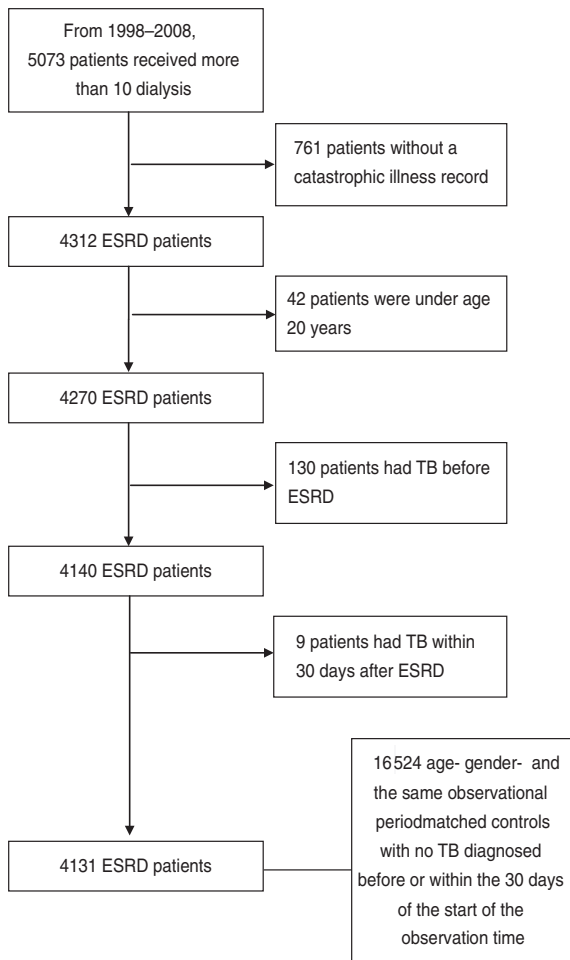 From 1998–2008,
5073 patients received more
than 10 dialysis
761 patients without a
catastrophic illness record
4312 ESRD patients
42 patients were under age
20 years
4270 ESRD patients
130 patients had TB before
ESRD
4140 ESRD patients
9 patients had TB within
30 days after ESRD
16524 age- gender- and
the same observational
periodmatched controls
with no TB diagnosed
before or within the 30 days
of the start of the
observation time
4131 ESRD patients